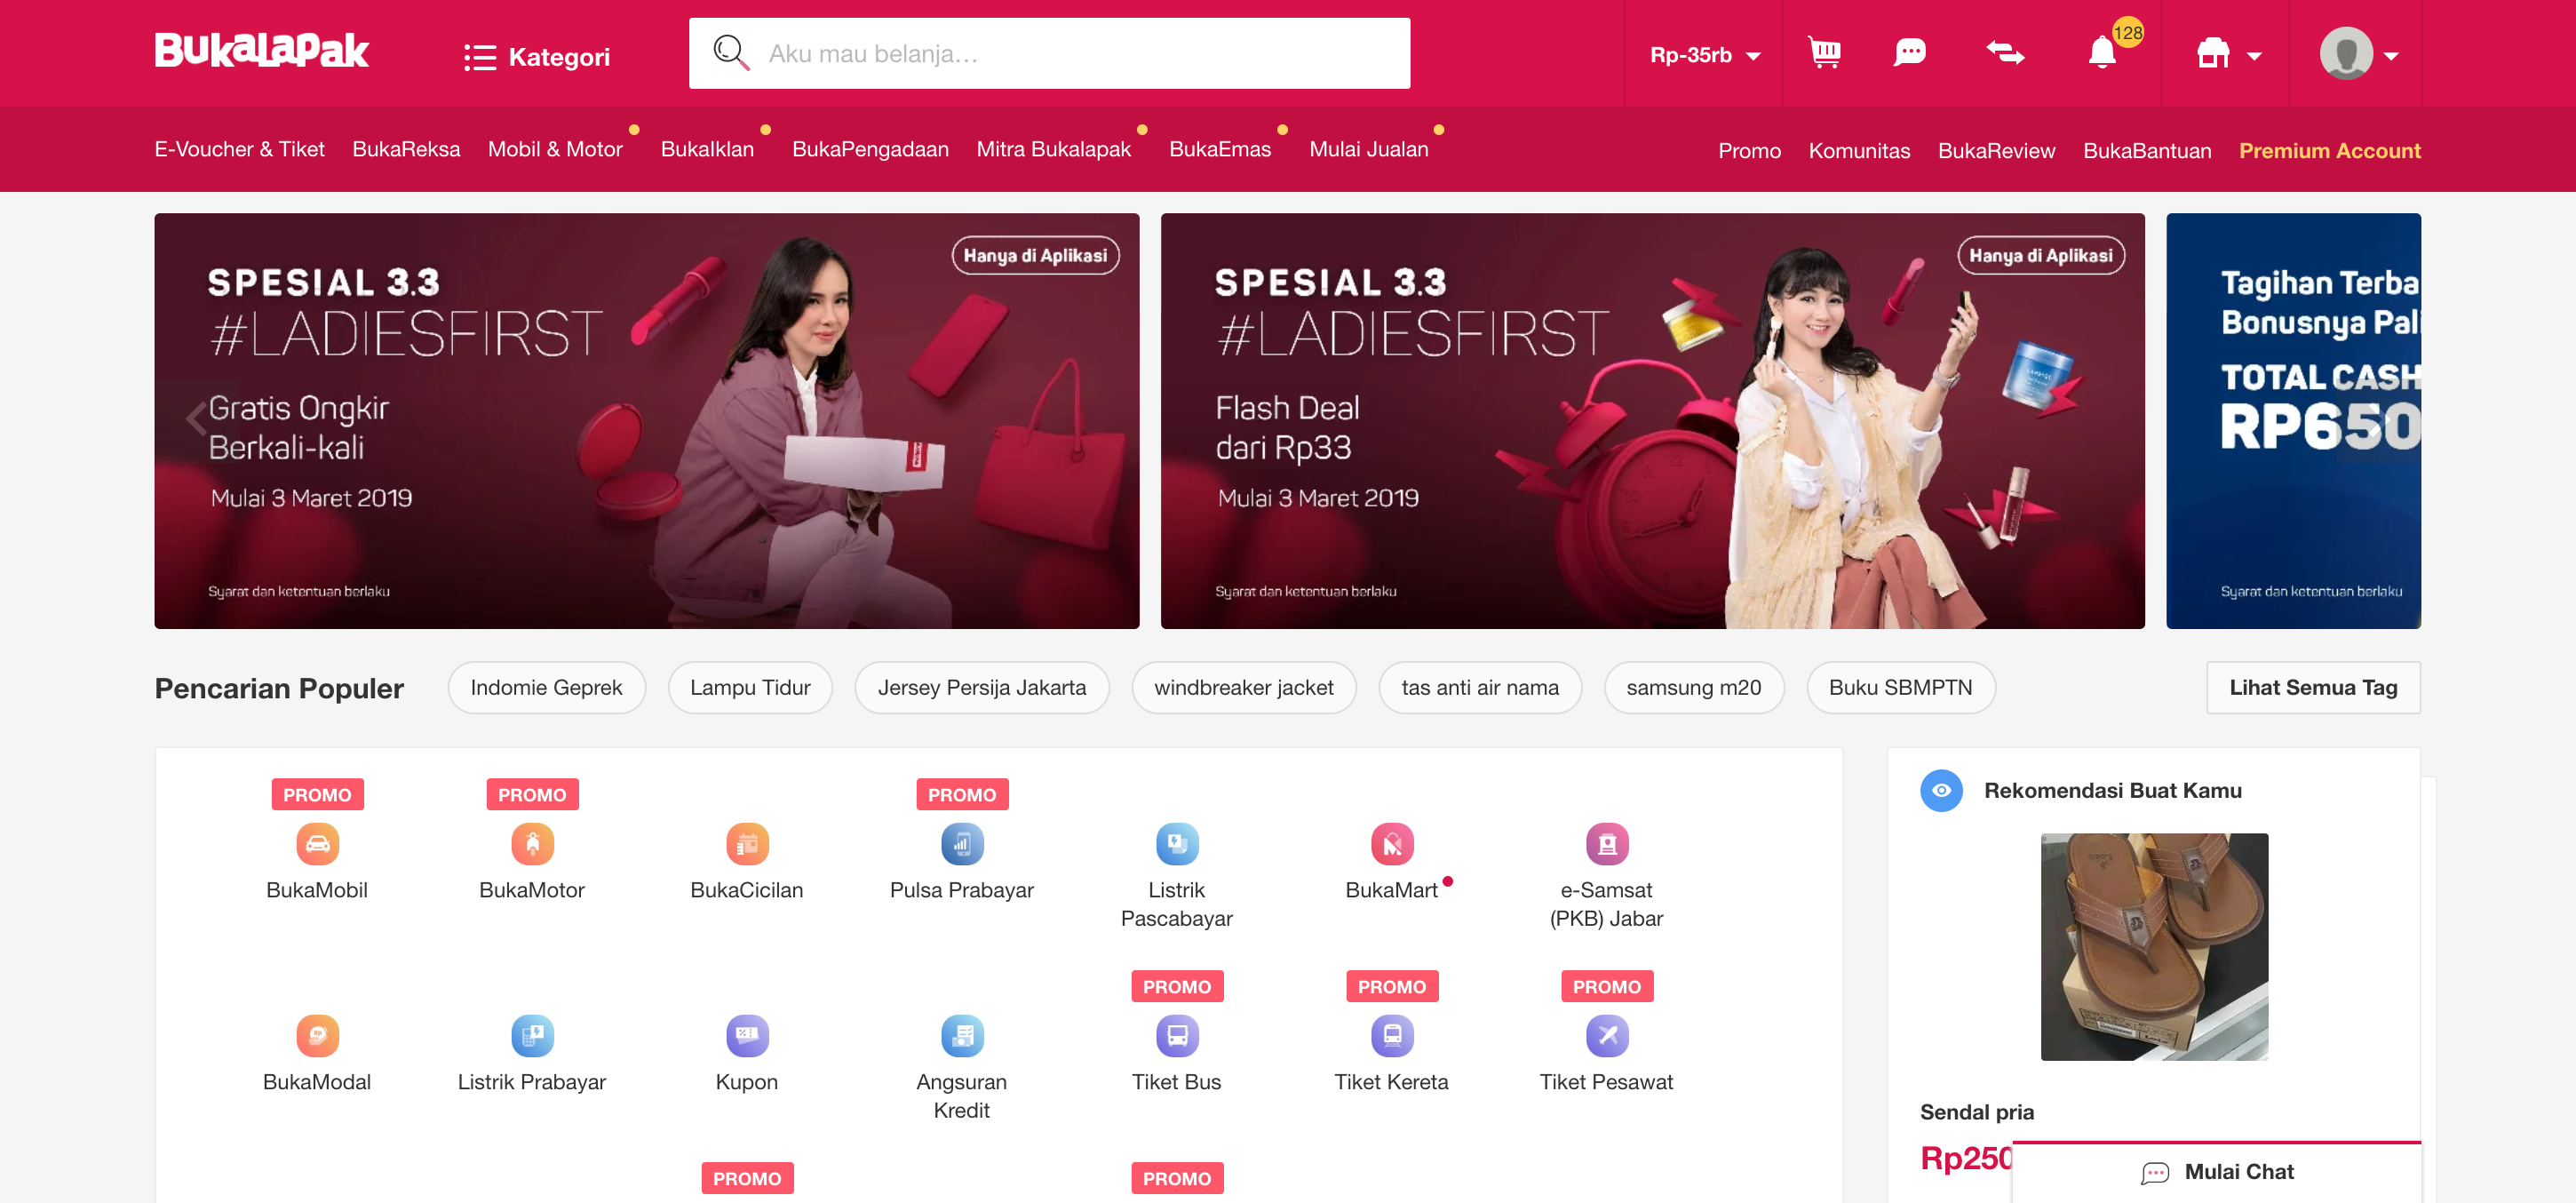 BukaLapak
Kategori
Aku mau belanja...
Rp-35rb
128
E-Voucher & Tiket
BukaReksa
Mobil & Motor
BukaIklan
BukaPengadaan
Mitra Bukalapak
BukaEmas
Mulai Jualan
Promo
Komunitas
BukaReview
BukaBantuan
Premium Account
Hanya di Aplikasi
SPESIAL 3.3
#LADIESFIRST
Gratis Ongkir
Berkali-kali
Mulai 3 Maret 2019
Syarat dan ketentuan berlaku
Hanya di Aplikasi
SPESIAL 3.3
#LADIESFIRST
Flash Deal
dari Rp33
Mulai 3 Maret 2019
Syarat dan ketentuan berlaku
Tagihan Terba
Bonusnya Pali
TOTAL CASH
RP650
Syarat dan ketentuan berlaku
Pencarian Populer
Indomie Geprek
Lampu Tidur
Jersey Persija Jakarta
windbreaker jacket
tas anti air nama
samsung m20
Buku SBMPTN
Lihat Semua Tag
PROMO
BukaMobil
PROMO
BukaMotor
BukaCicilan
PROMO
Pulsa Prabayar
Listrik
Pascabayar
BukaMart
e-Samsat
(PKB) Jabar
BukaModal
Listrik Prabayar
Kupon
Angsuran
Kredit
PROMO
Tiket Bus
PROMO
Tiket Kereta
PROMO
Tiket Pesawat
PROMO
PROMO
Rekomendasi Buat Kamu
Sendal pria
Rp250
Mulai Chat